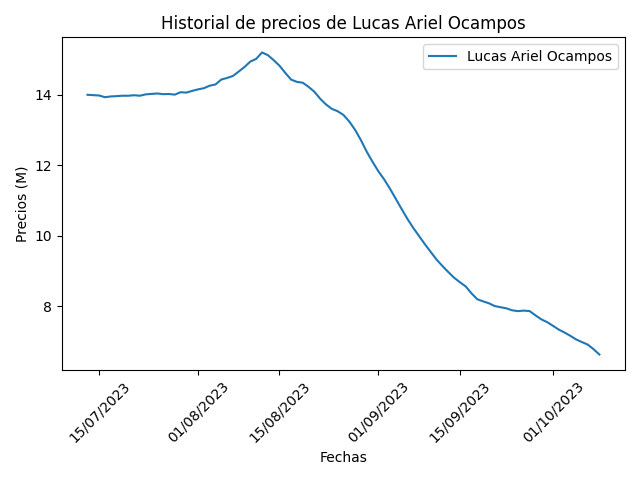 Historial de precios de Lucas Ariel Ocampos
Lucas Ariel Ocampos
Precios (M)
14
12
10
8
15/07/2023
01/08/2023
15/08/2023
01/09/2023
15/09/2023
01/10/2023
Fechas